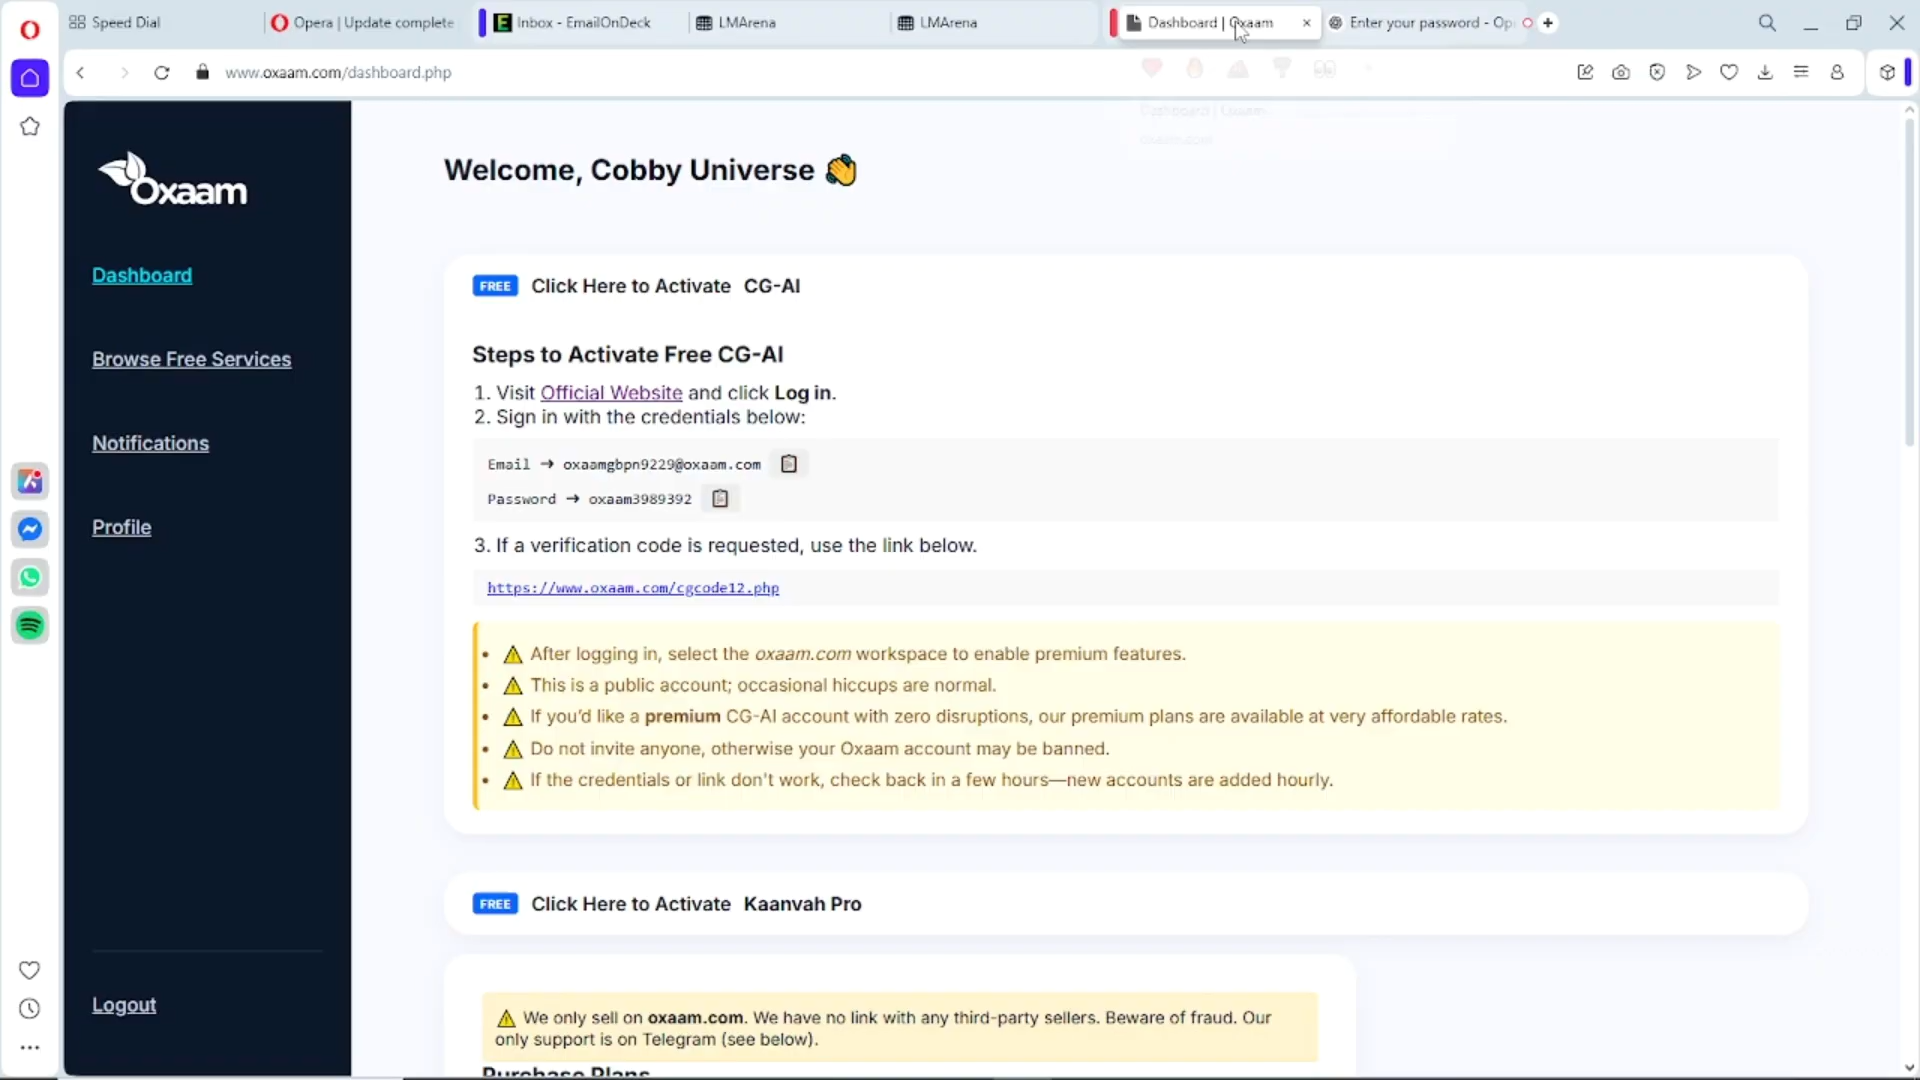 Speed Dial
Opera | Update complete
Inbox - EmailOnDeck
LMArena
LMArena
Dashboard | Oxaam
Enter your password - Op
www.oxaam.com/dashboard.php
Dashboard | Oxaam
oxaam.com
Oxaam
Dashboard
Browse Free Services
Notifications
Profile
Logout
Welcome, Cobby Universe 👏
FREE Click Here to Activate CG-AI
Steps to Activate Free CG-AI
1. Visit Official Website and click Log in.
2. Sign in with the credentials below:
Email → oxaamgbpn9229@oxaam.com
Password → oxaam3989392
3. If a verification code is requested, use the link below.
https://www.oxaam.com/cgcode12.php
• ⚠ After logging in, select the oxaam.com workspace to enable premium features.
• ⚠ This is a public account; occasional hiccups are normal.
• ⚠ If you'd like a premium CG-AI account with zero disruptions, our premium plans are available at very affordable rates.
• ⚠ Do not invite anyone, otherwise your Oxaam account may be banned.
• ⚠ If the credentials or link don't work, check back in a few hours—new accounts are added hourly.
FREE Click Here to Activate Kaanvah Pro
⚠ We only sell on oxaam.com. We have no link with any third-party sellers. Beware of fraud. Our
only support is on Telegram (see below).
Purchase Plans